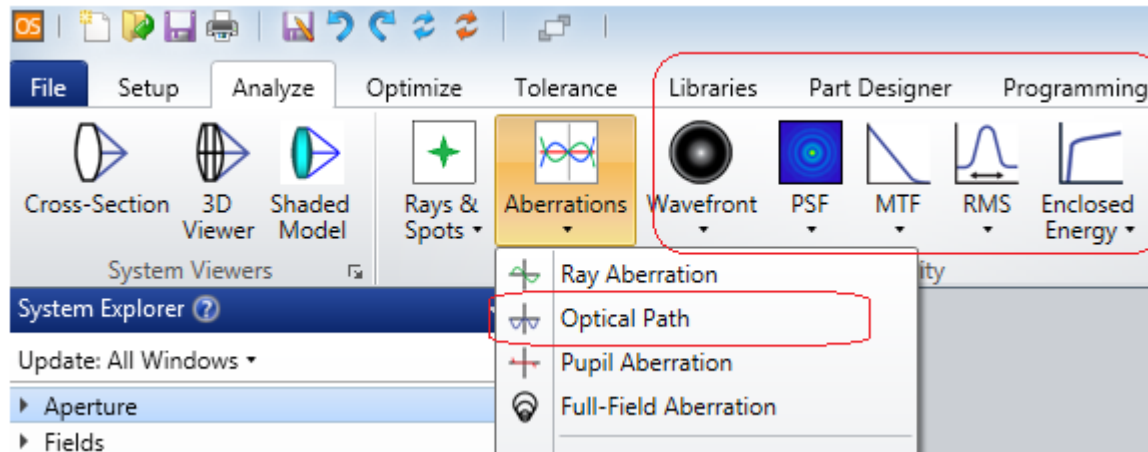 OS
File Setup Analyze Optimize Tolerance Libraries Part Designer Programming
Cross-Section 3D Viewer Shaded Model Rays & Spots Aberrations Wavefront PSF MTF RMS Enclosed Energy
System Viewers ity
System Explorer ?
Update: All Windows
Aperture
Fields
Ray Aberration
Optical Path
Pupil Aberration
Full-Field Aberration